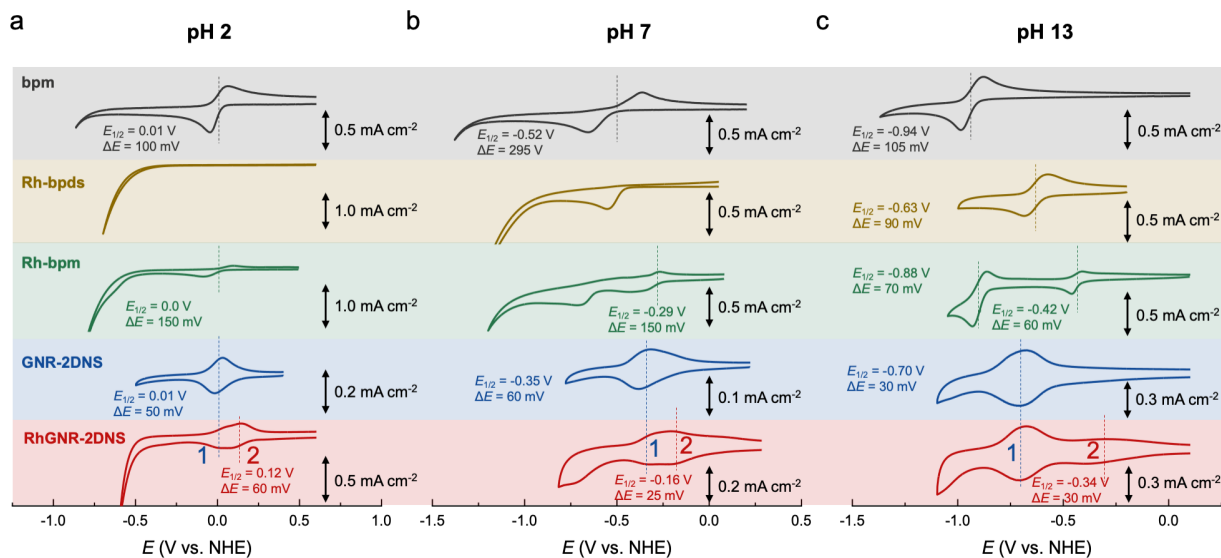 a
pH 2
b
pH 7
c
pH 13
bpm
E1/2 = 0.01 V
ΔE = 100 mV
0.5 mA cm-2
E1/2 = -0.52 V
ΔE = 295 V
0.5 mA cm-2
E1/2 = -0.94 V
ΔE = 105 mV
0.5 mA cm-2
Rh-bpds
1.0 mA cm-2
0.5 mA cm-2
E1/2 = -0.63 V
ΔE = 90 mV
0.5 mA cm-2
Rh-bpm
E1/2 = 0.0 V
ΔE = 150 mV
1.0 mA cm-2
E1/2 = -0.29 V
ΔE = 150 mV
0.5 mA cm-2
E1/2 = -0.88 V
ΔE = 70 mV
E1/2 = -0.42 V
ΔE = 60 mV
0.5 mA cm-2
GNR-2DNS
E1/2 = 0.01 V
ΔE = 50 mV
0.2 mA cm-2
E1/2 = -0.35 V
ΔE = 60 mV
0.1 mA cm-2
E1/2 = -0.70 V
ΔE = 30 mV
0.3 mA cm-2
RhGNR-2DNS
1
2
E1/2 = 0.12 V
ΔE = 60 mV
0.5 mA cm-2
1
2
E1/2 = -0.16 V
ΔE = 25 mV
0.2 mA cm-2
1
2
E1/2 = -0.34 V
ΔE = 30 mV
0.3 mA cm-2
-1.0 -0.5 0.0 0.5 1.0
-1.5 -1.0 -0.5 0.0 0.5
-1.5 -1.0 -0.5 0.0
E (V vs. NHE)
E (V vs. NHE)
E (V vs. NHE)